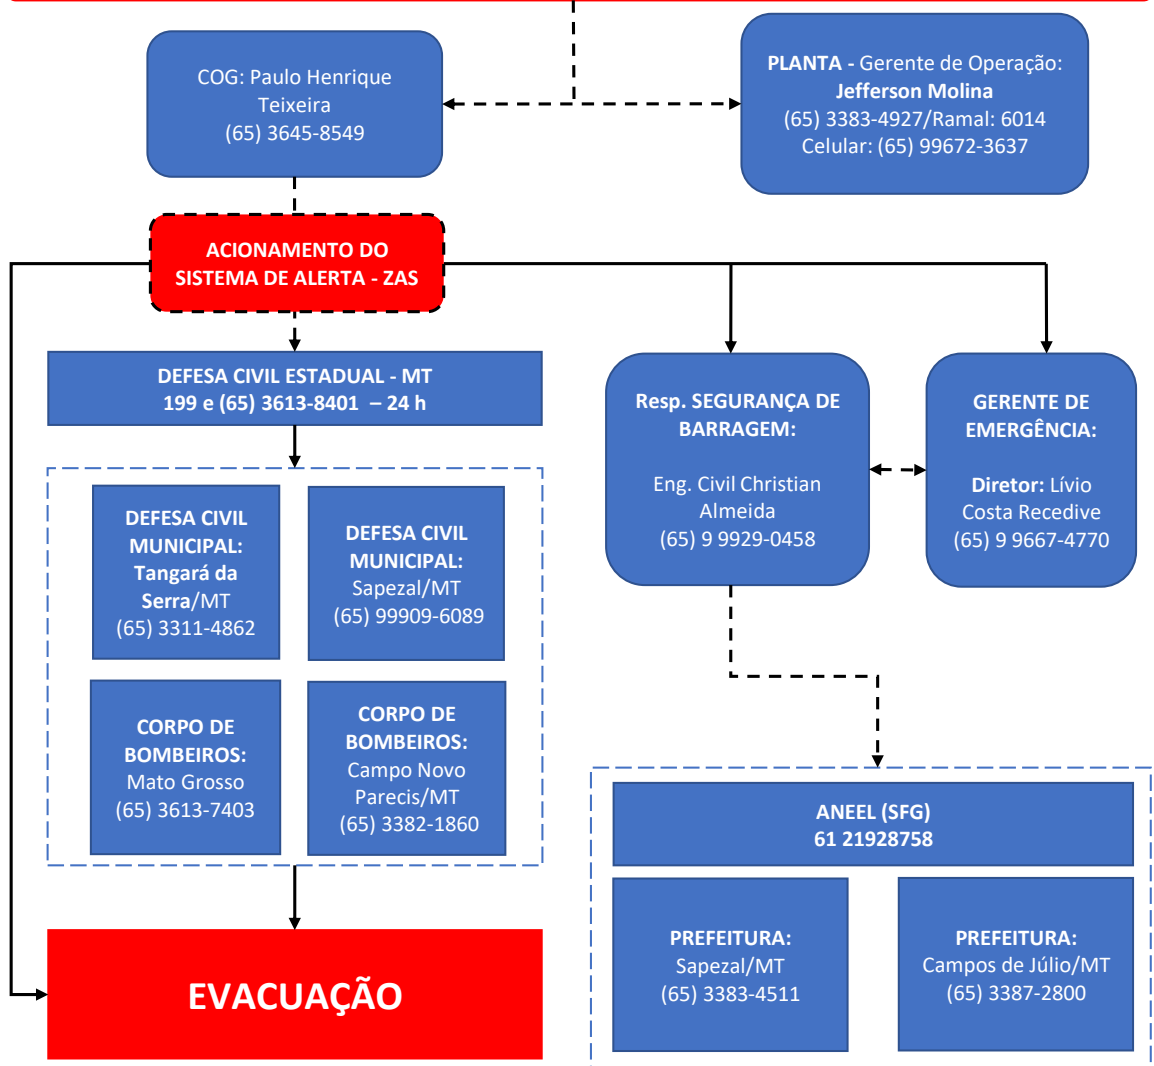 COG: Paulo Henrique
Teixeira
(65) 3645-8549
PLANTA - Gerente de Operação:
Jefferson Molina
(65) 3383-4927/Ramal: 6014
Celular: (65) 99672-3637
ACIONAMENTO DO
SISTEMA DE ALERTA - ZAS
DEFESA CIVIL ESTADUAL - MT
199 e (65) 3613-8401 – 24 h
Resp. SEGURANÇA DE
BARRAGEM:
Eng. Civil Christian
Almeida
(65) 9 9929-0458
GERENTE DE
EMERGÊNCIA:
Diretor: Lívio
Costa Recedive
(65) 9 9667-4770
DEFESA CIVIL
MUNICIPAL:
Tangará da
Serra/MT
(65) 3311-4862
DEFESA CIVIL
MUNICIPAL:
Sapezal/MT
(65) 99909-6089
CORPO DE
BOMBEIROS:
Mato Grosso
(65) 3613-7403
CORPO DE
BOMBEIROS:
Campo Novo
Parecis/MT
(65) 3382-1860
ANEEL (SFG)
61 21928758
PREFEITURA:
Sapezal/MT
(65) 3383-4511
PREFEITURA:
Campos de Júlio/MT
(65) 3387-2800
EVACUAÇÃO